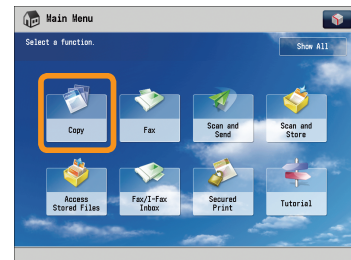 Main Menu
Select a function.
Show All
Copy
Fax
Scan and
Send
Scan and
Store
Access
Stored Files
Fax/I-Fax
Inbox
Secured
Print
Tutorial